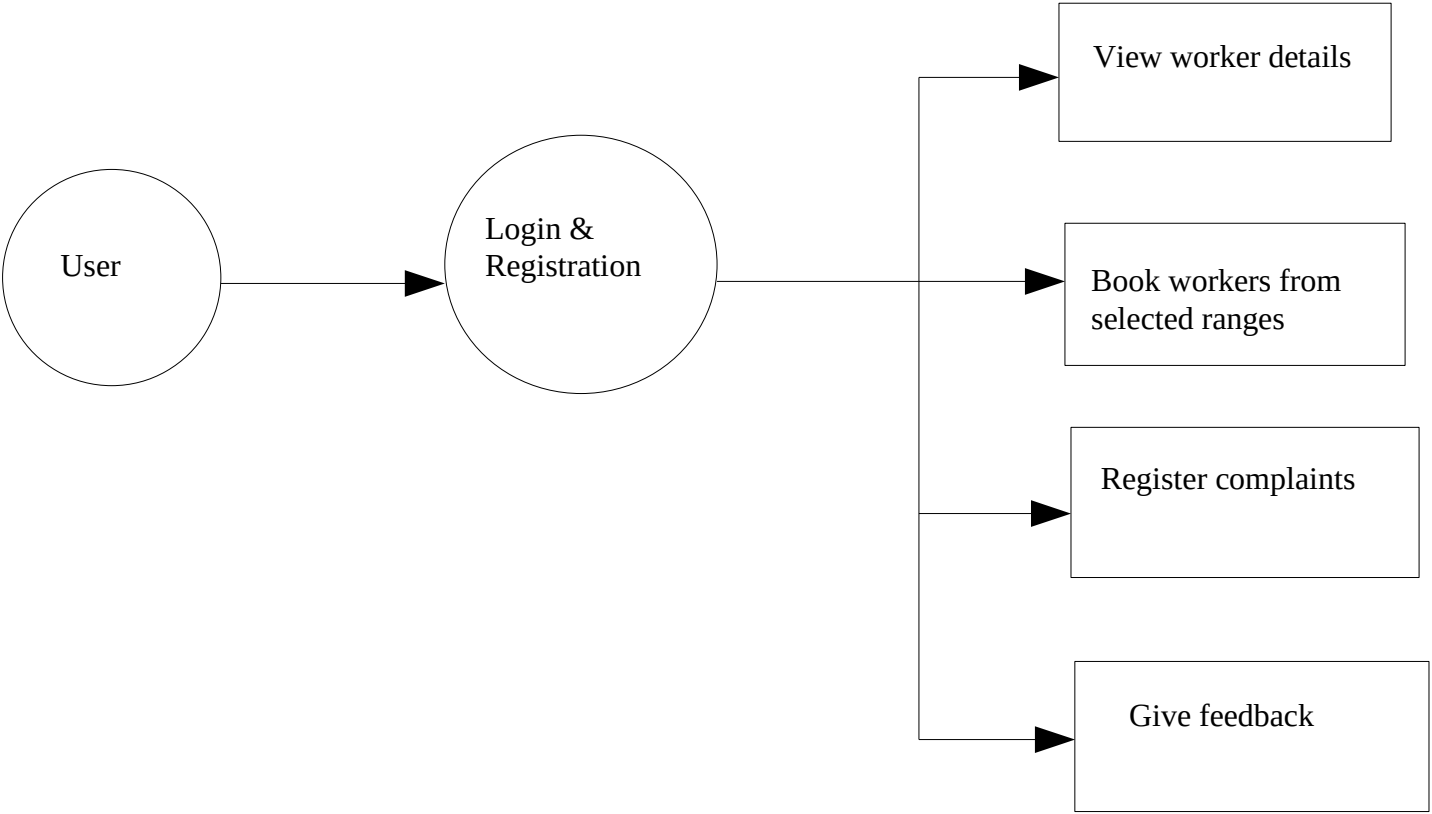 User
Login &
Registration
View worker details
Book workers from
selected ranges
Register complaints
Give feedback